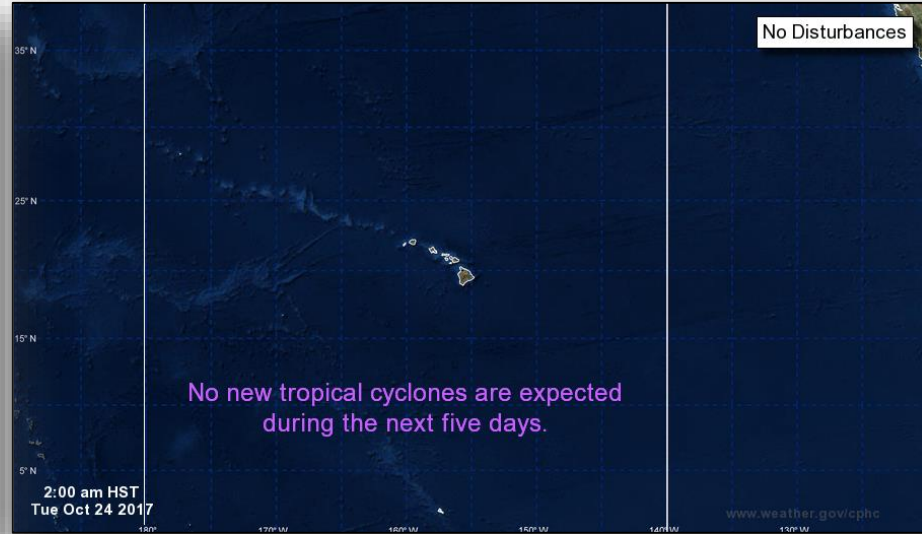 No Disturbances
35° N
25° N
15° N
No new tropical cyclones are expected
during the next five days.
5° N
2:00 am HST
Tue Oct 24 2017
www.weather.gov/cphc
180° 170° W 160° W 150° W 140° W 130° W